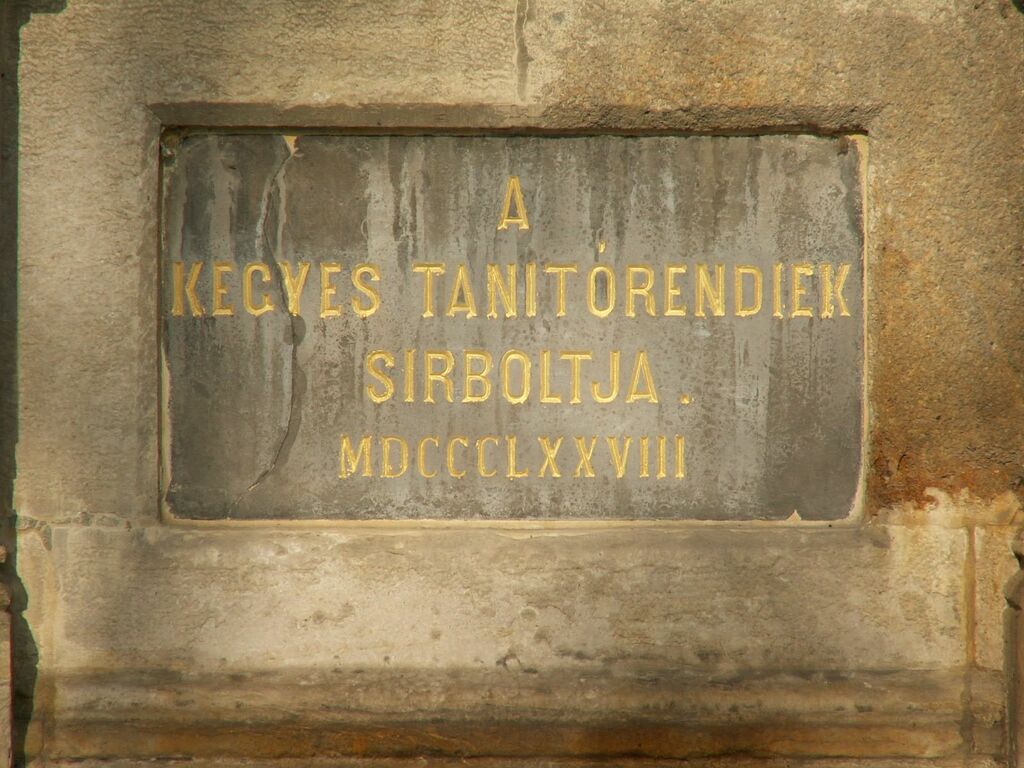 A
KEGYES TANITÓRENDIEK
SIRBOLTJA.
MDCCCLXXVIII